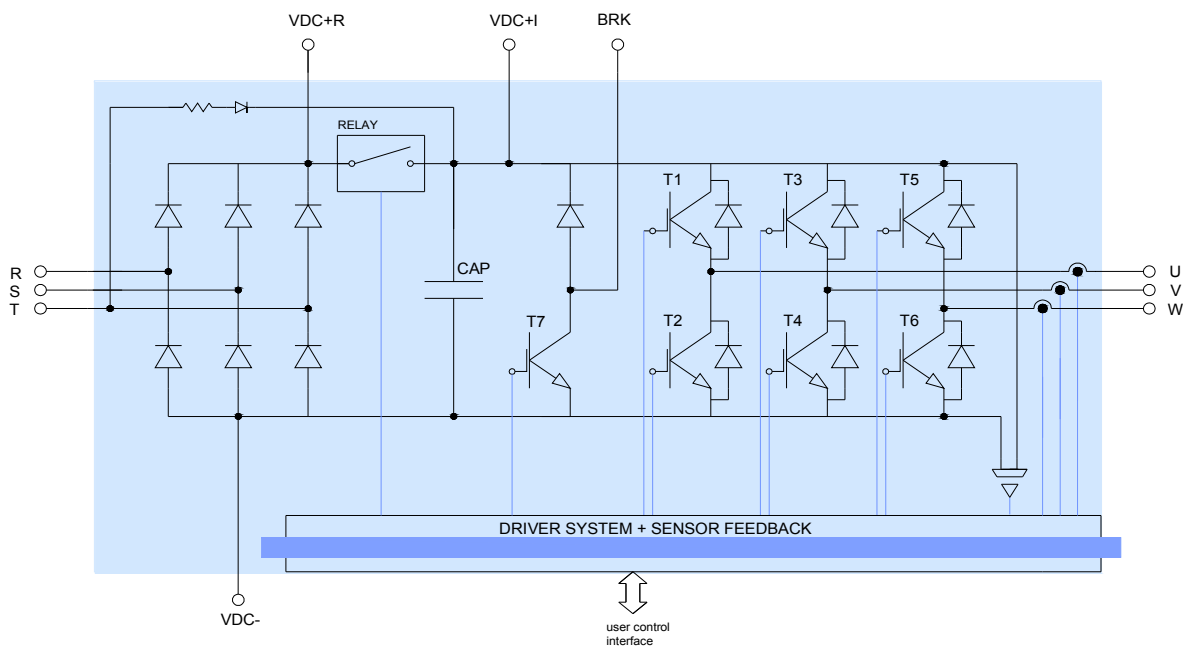 VDC+R
VDC+I
BRK
RELAY
T1
T3
T5
R
S
T
CAP
U
V
W
T7
T2
T4
T6
DRIVER SYSTEM + SENSOR FEEDBACK
VDC-
user control
interface